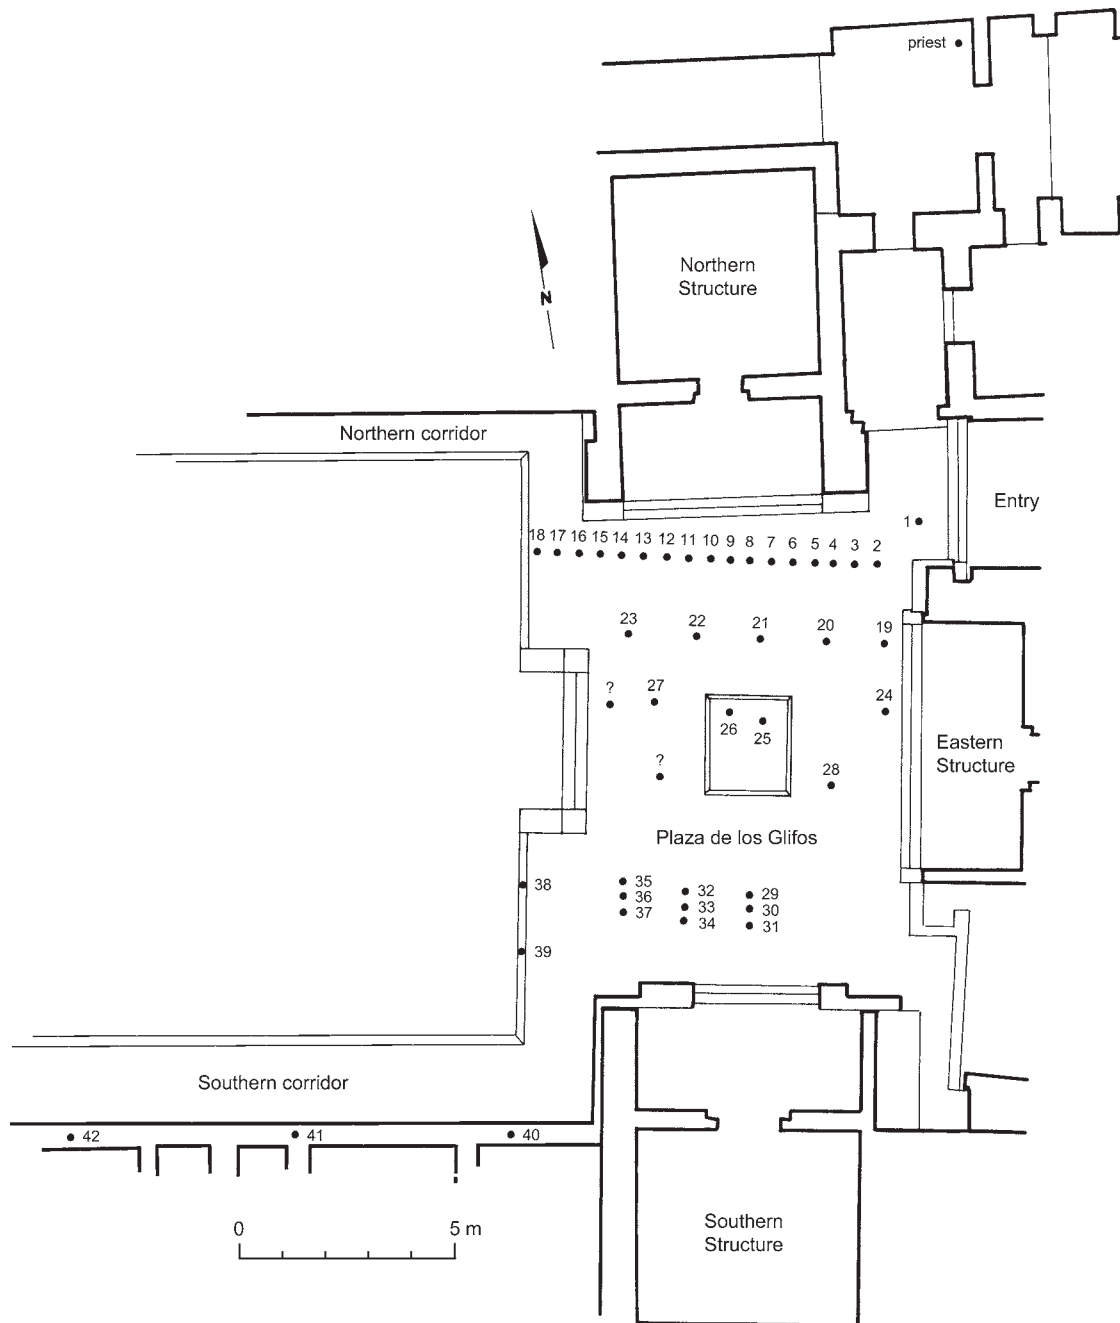 priest
Northern
Structure
N
Northern corridor
Entry
1
18 17 16 15 14 13 12 11 10 9 8 7 6 5 4 3 2
23 22 21 20 19
? 27 24
26 25
Eastern
Structure
? 28
Plaza de los Glifos
38 35 32 29
36 33 30
37 34 31
39
Southern corridor
42 41 40
0 5 m
Southern
Structure